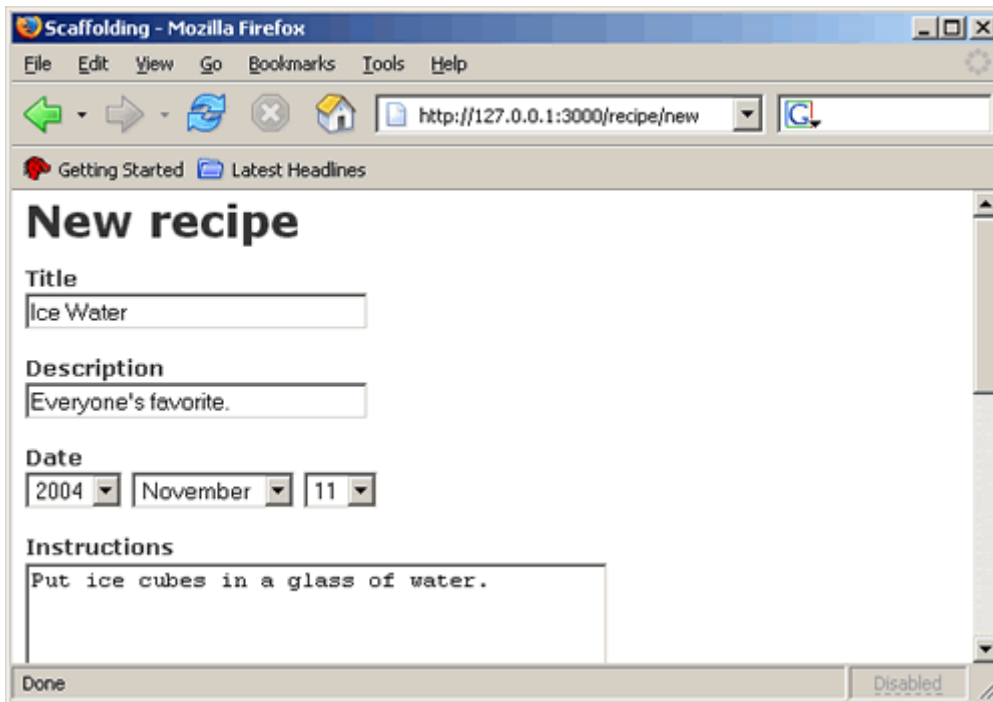 Scaffolding - Mozilla Firefox
File Edit View Go Bookmarks Tools Help
http://127.0.0.1:3000/recipe/new G
Getting Started Latest Headlines
New recipe
Title
Ice Water
Description
Everyone's favorite.
Date
2004 November 11
Instructions
Put ice cubes in a glass of water.
Done Disabled